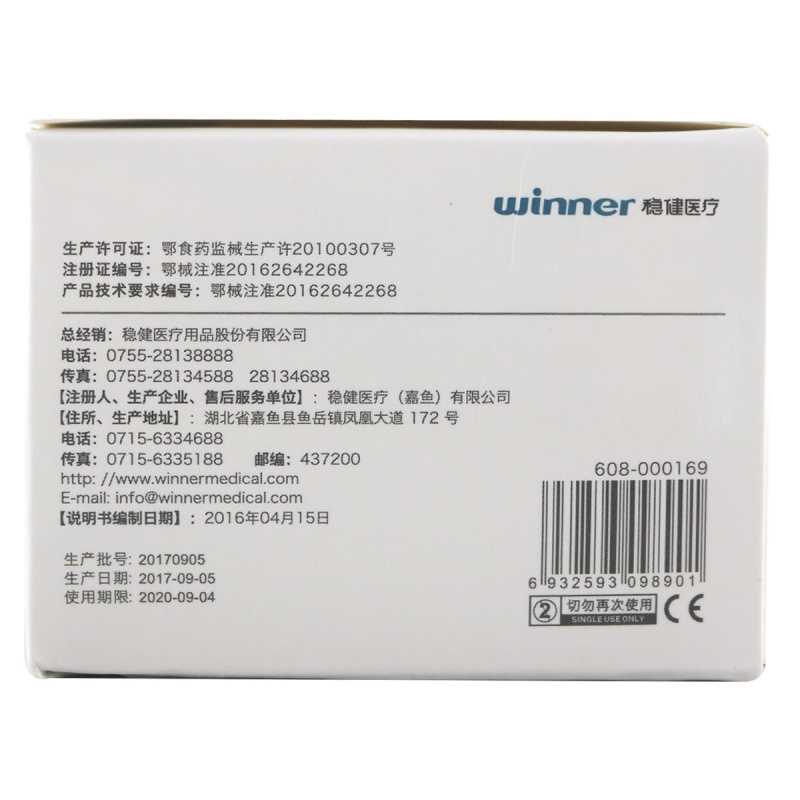 winner 稳健医疗
生产许可证：鄂食药监械生产许20100307号
注册证编号：鄂械注准20162642268
产品技术要求编号：鄂械注准20162642268
总经销：稳健医疗用品股份有限公司
电话：0755-28138888
传真：0755-28134588 28134688
【注册人、生产企业、售后服务单位】：稳健医疗（嘉鱼）有限公司
【住所、生产地址】：湖北省嘉鱼县鱼岳镇凤凰大道 172 号
电话：0715-6334688
传真：0715-6335188 邮编：437200
http: //www.winnermedical.com
E-mail: info@winnermedical.com
【说明书编制日期】：2016年04月15日
生产批号: 20170905
生产日期: 2017-09-05
使用期限: 2020-09-04
608-000169
6 932593 098901
2 切勿再次使用 CE
SINGLE USE ONLY